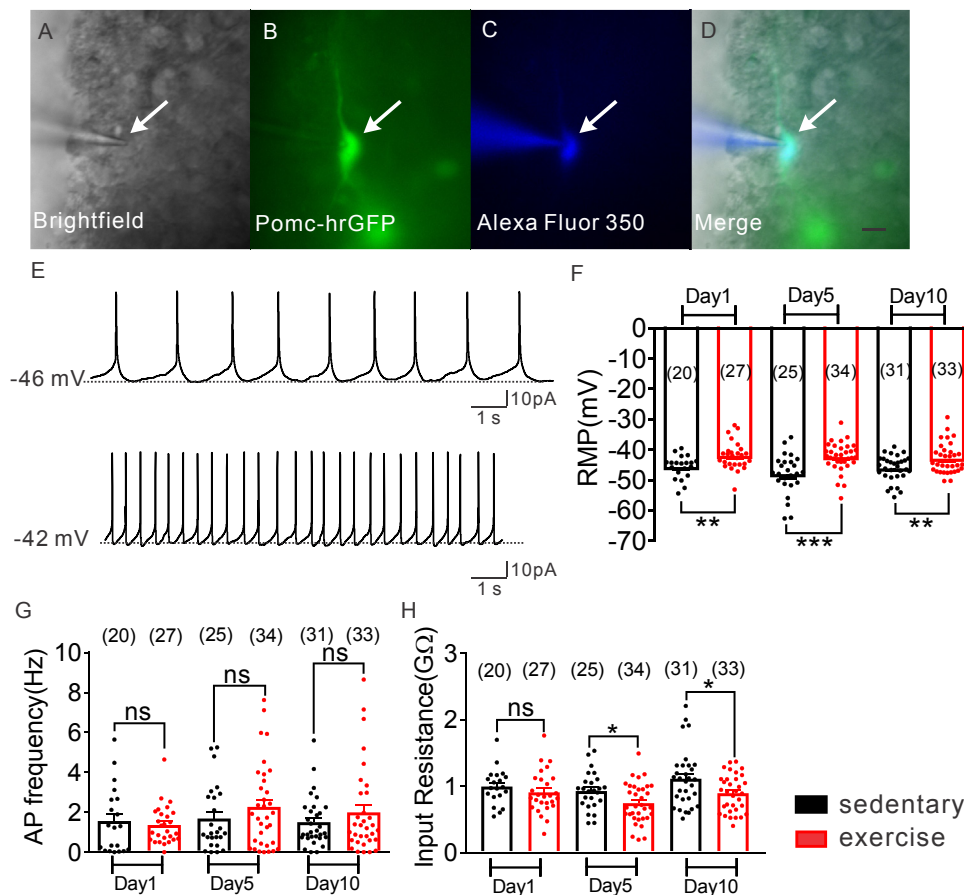 A
B
C
D
Brightfield
Pomc-hrGFP
Alexa Fluor 350
Merge
E
-46 mV
10pA
1 s
-42 mV
10pA
1 s
F
Day1 Day5 Day10
0
-10
-20
-30
-40
-50
-60
-70
RMP(mV)
(20) (27) (25) (34) (31) (33)
** *** **
G
(20) (27) (25) (34) (31) (33)
10
8
6
4
2
0
AP frequency(Hz)
ns ns ns
Day1 Day5 Day10
H
(20) (27) (25) (34) (31) (33)
3
2
1
0
Input Resistance(GΩ)
ns * *
Day1 Day5 Day10
sedentary
exercise